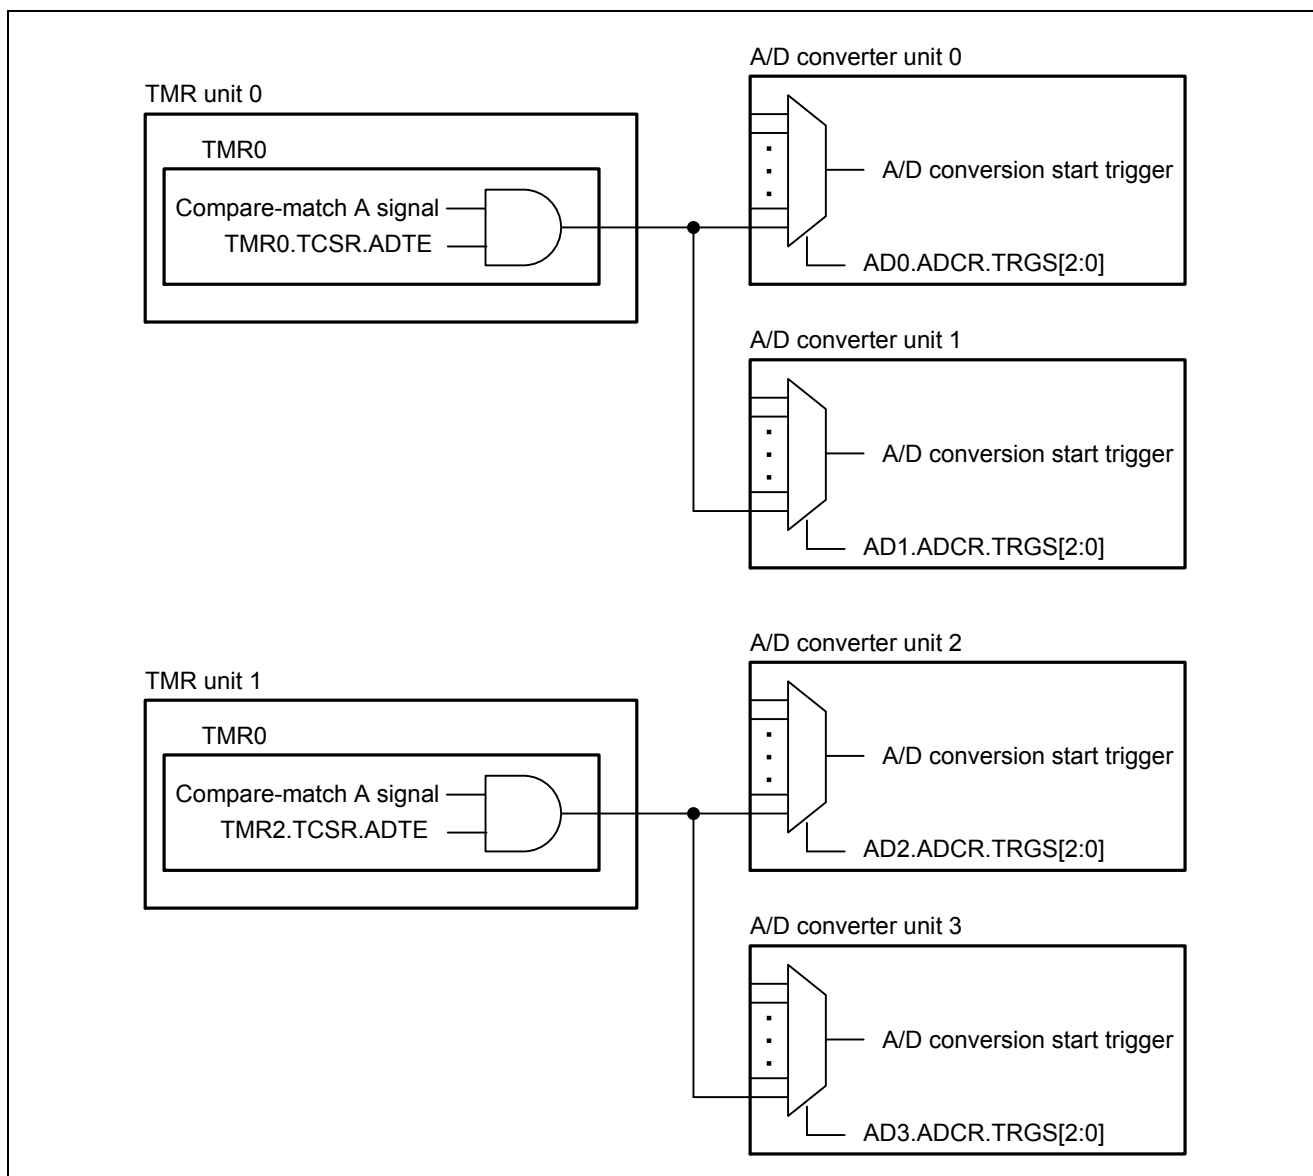 A/D converter unit 0
TMR unit 0
TMR0
A/D conversion start trigger
Compare-match A signal
TMR0.TCSR.ADTE
AD0.ADCR.TRGS[2:0]
A/D converter unit 1
A/D conversion start trigger
AD1.ADCR.TRGS[2:0]
A/D converter unit 2
TMR unit 1
TMR0
A/D conversion start trigger
Compare-match A signal
TMR2.TCSR.ADTE
AD2.ADCR.TRGS[2:0]
A/D converter unit 3
A/D conversion start trigger
AD3.ADCR.TRGS[2:0]